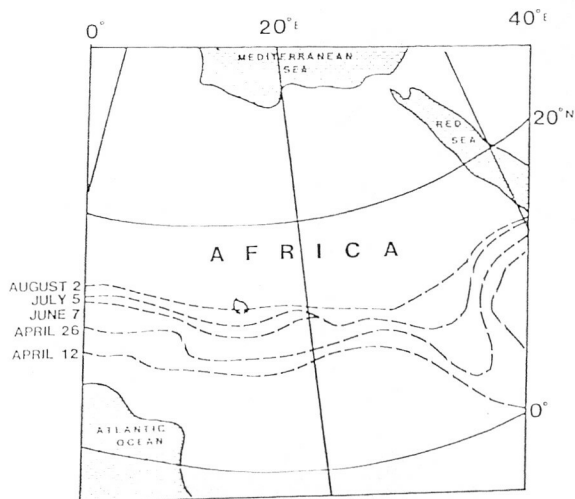 0° 20°E 40°E
MEDITERRANEAN
SEA
20°N
RED
SEA
AFRICA
AUGUST 2
JULY 5
JUNE 7
APRIL 26
APRIL 12
0°
ATLANTIC
OCEAN